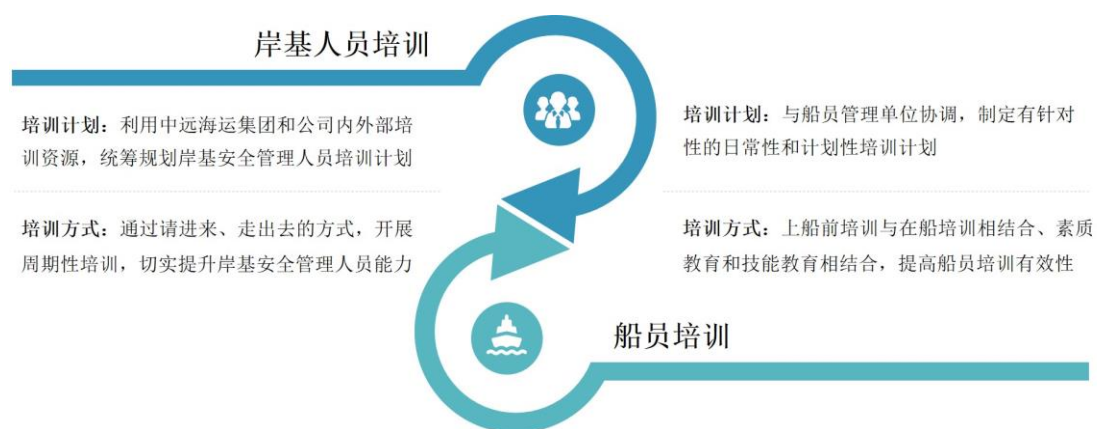 岸基人员培训
培训计划：利用中远海运集团和公司内外部培
训资源，统筹规划岸基安全管理人员培训计划
培训方式：通过请进来、走出去的方式，开展
周期性培训，切实提升岸基安全管理人员能力
培训计划：与船员管理单位协调，制定有针对
性的日常性和计划性培训计划
培训方式：上船前培训与在船培训相结合、素质
教育和技能教育相结合，提高船员培训有效性
船员培训